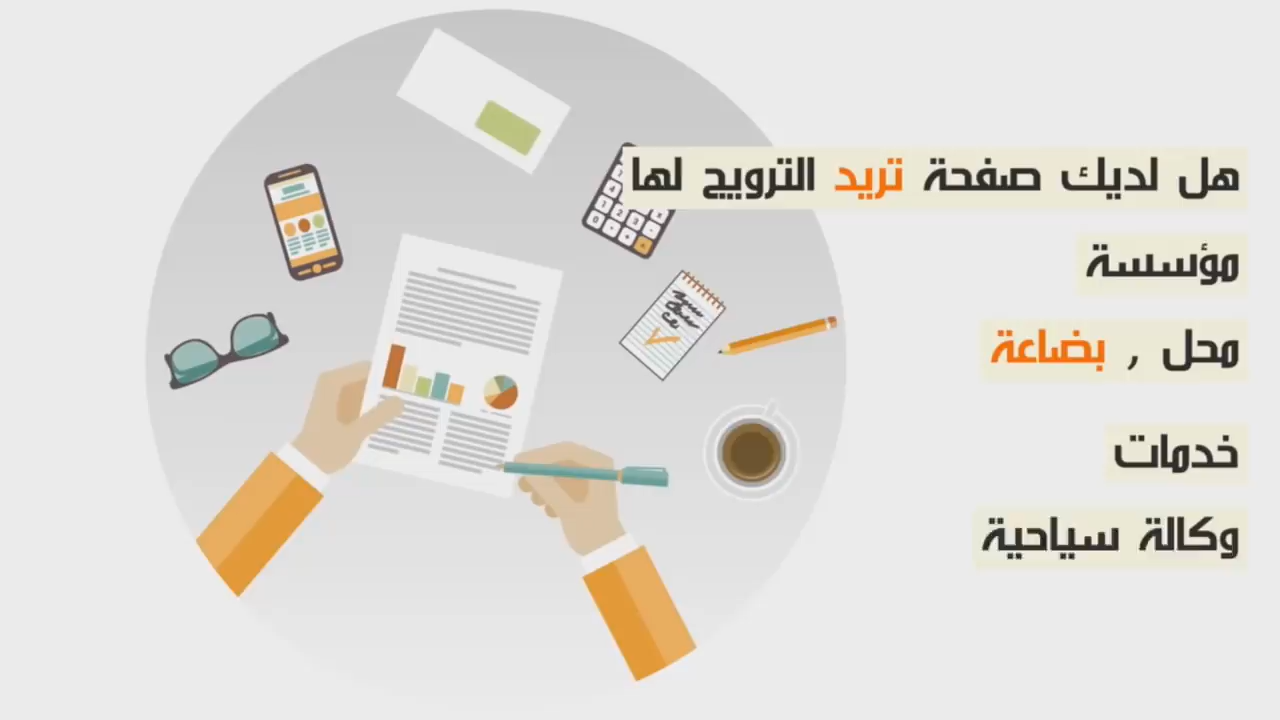 هل لديك صفحة تريد الترويج لها
مؤسسة
محل , بضاعة
خدمات
وكالة سياحية